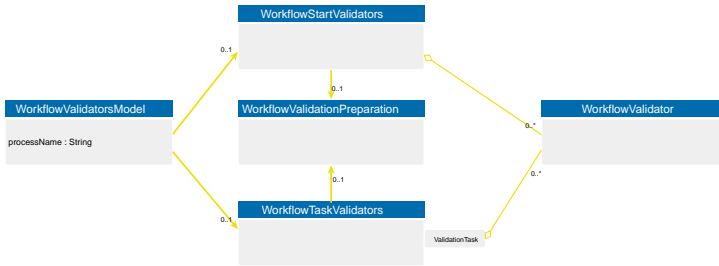 WorkflowStartValidators
0..1
0..1
WorkflowValidatorsModel
processName : String
WorkflowValidationPreparation
WorkflowValidator
0..*
0..*
0..1
WorkflowTaskValidators
0..1
ValidationTask